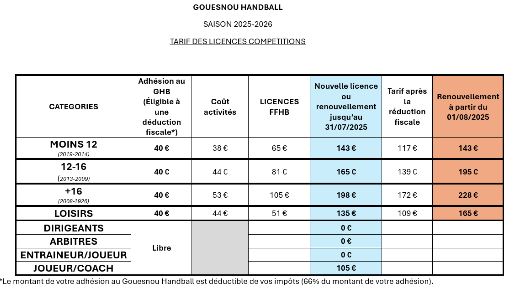 GOUESNOU HANDBALL
SAISON 2025-2026
TARIF DES LICENCES COMPETITIONS
CATEGORIES | Adhésion au GHB (Éligible à une déduction fiscale*) | Coût activités | LICENCES FFHB | Nouvelle licence ou renouvellement jusqu'au 31/07/2025 | Tarif après la réduction fiscale | Renouvellement à partir du 01/08/2025
MOINS 12 | 40 € | 38 € | 65 € | 143 € | 117 € | 143 €
(2019-2014)
12-16 | 40 € | 44 € | 81 € | 165 € | 139 € | 195 €
(2013-2009)
+16 | 40 € | 53 € | 105 € | 198 € | 172 € | 228 €
(2008-1926)
LOISIRS | 40 € | 44 € | 51 € | 135 € | 109 € | 165 €
DIRIGEANTS | Libre | 0 €
ARBITRES | 0 €
ENTRAINEUR/JOUEUR | 0 €
JOUEUR/COACH | 105 €
*Le montant de votre adhésion au Gouesnou Handball est déductible de vos impôts (66% du montant de votre adhésion).